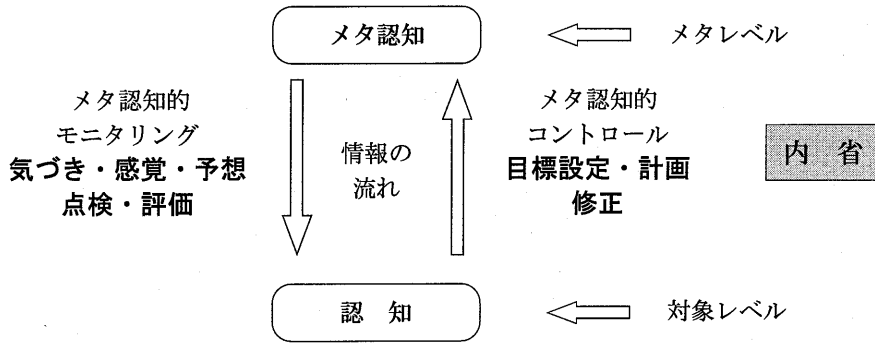 メタ認知
メタレベル
メタ認知的
モニタリング
気づき・感覚・予想
点検・評価
情報の
流れ
メタ認知的
コントロール
目標設定・計画
修正
内 省
認 知
対象レベル